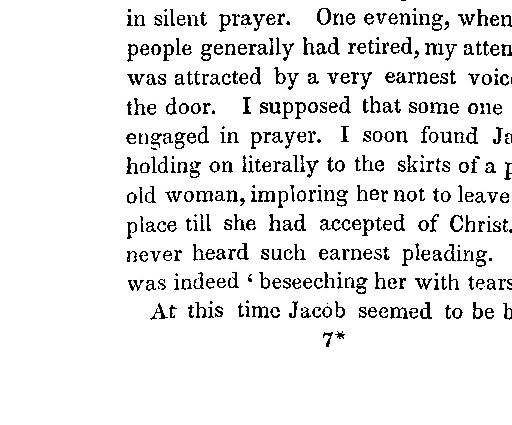 in silent prayer. One evening, when
people generally had retired, my atten
was attracted by a very earnest voic
the door. I supposed that some one
engaged in prayer. I soon found Ja
holding on literally to the skirts of a p
old woman, imploring her not to leave
place till she had accepted of Christ.
never heard such earnest pleading.
was indeed ‘ beseeching her with tears
At this time Jacob seemed to be b
7*